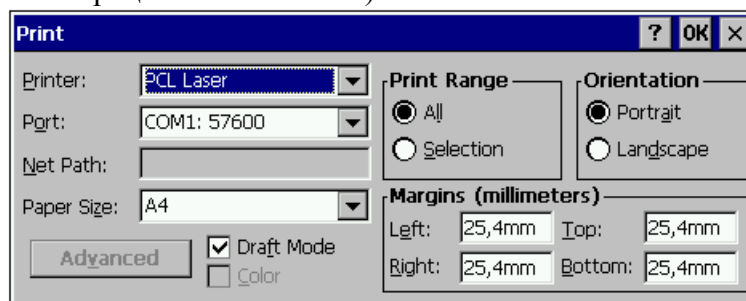 Print ? OK ×
Printer: PCL Laser
Port: COM1: 57600
Net Path:
Paper Size: A4
Advanced
Draft Mode
Color
Print Range
All
Selection
Orientation
Portrait
Landscape
Margins (millimeters)
Left: 25,4mm Top: 25,4mm
Right: 25,4mm Bottom: 25,4mm